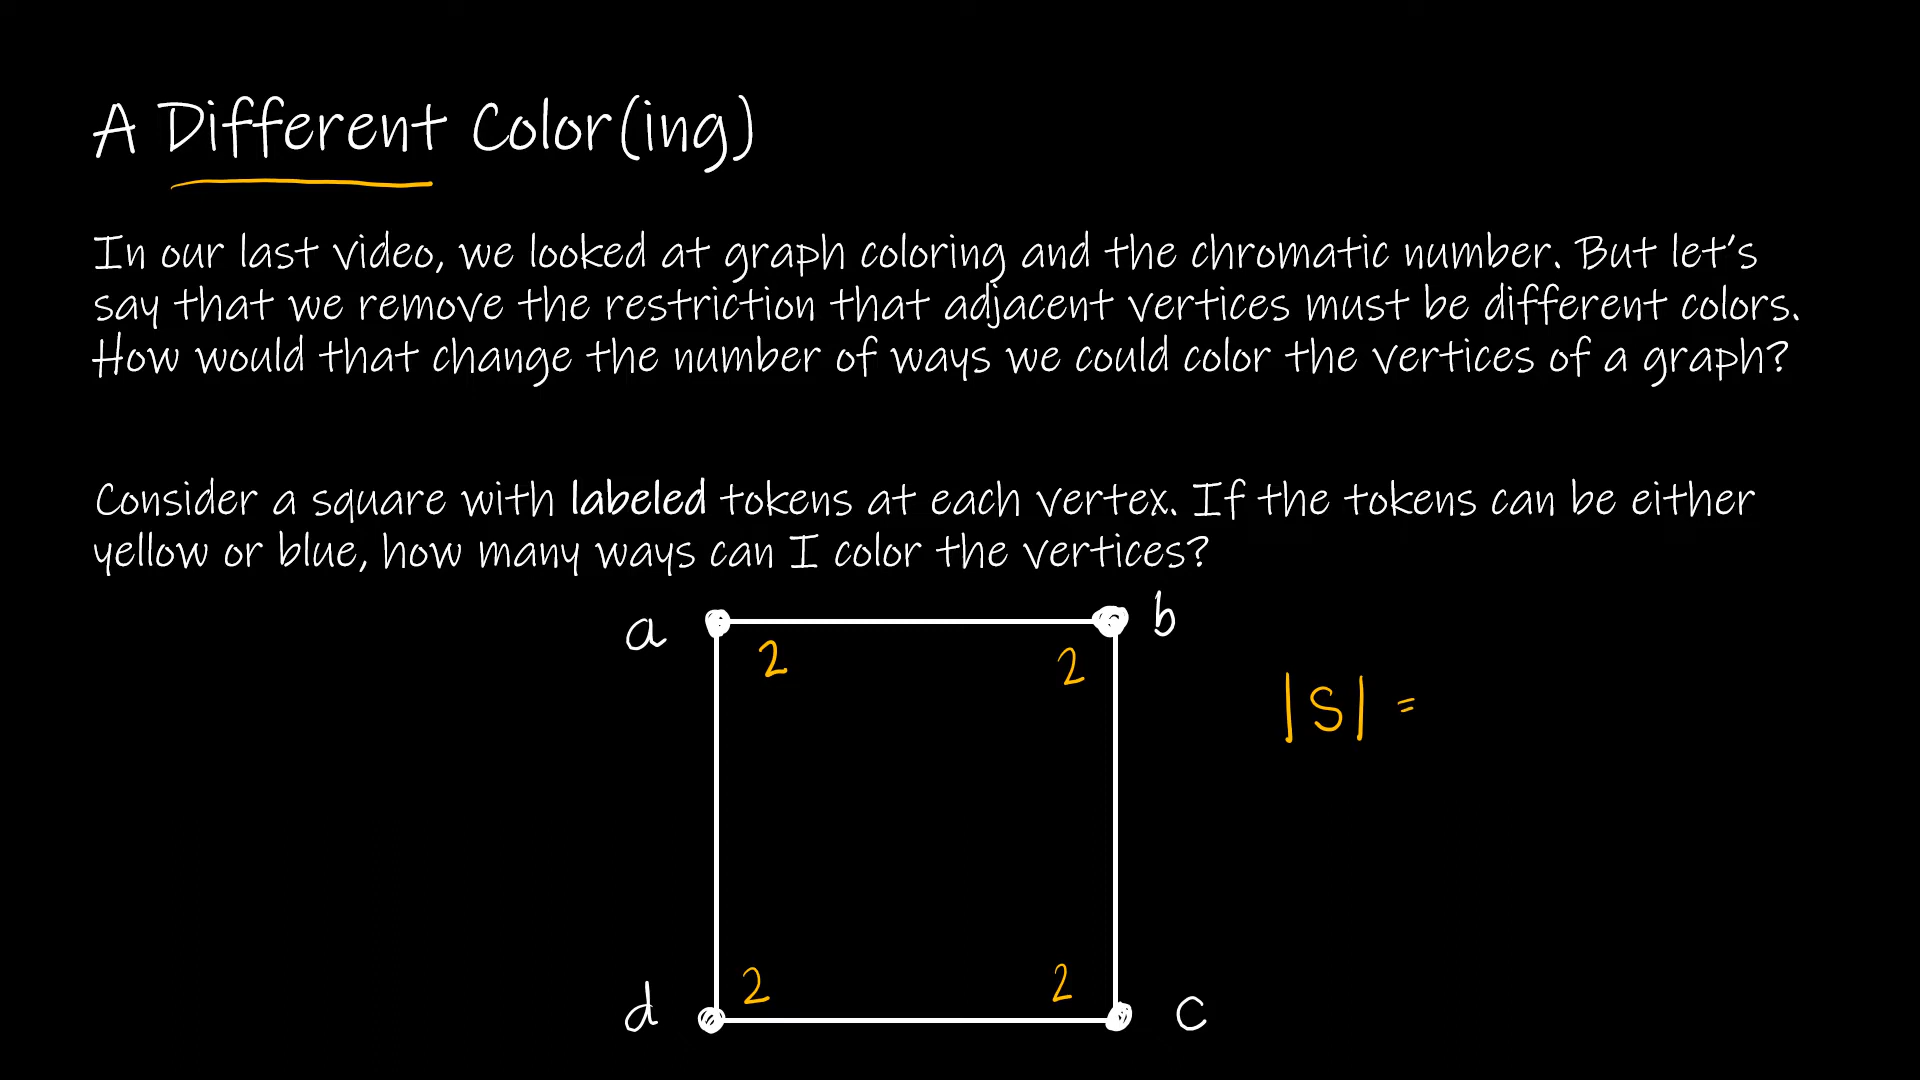 A Different Color(ing)
In our last video, we looked at graph coloring and the chromatic number. But let's
say that we remove the restriction that adjacent vertices must be different colors.
How would that change the number of ways we could color the vertices of a graph?
Consider a square with labeled tokens at each vertex. If the tokens can be either
yellow or blue, how many ways can I color the vertices?
a b
2 2
|S| =
2 2
d c